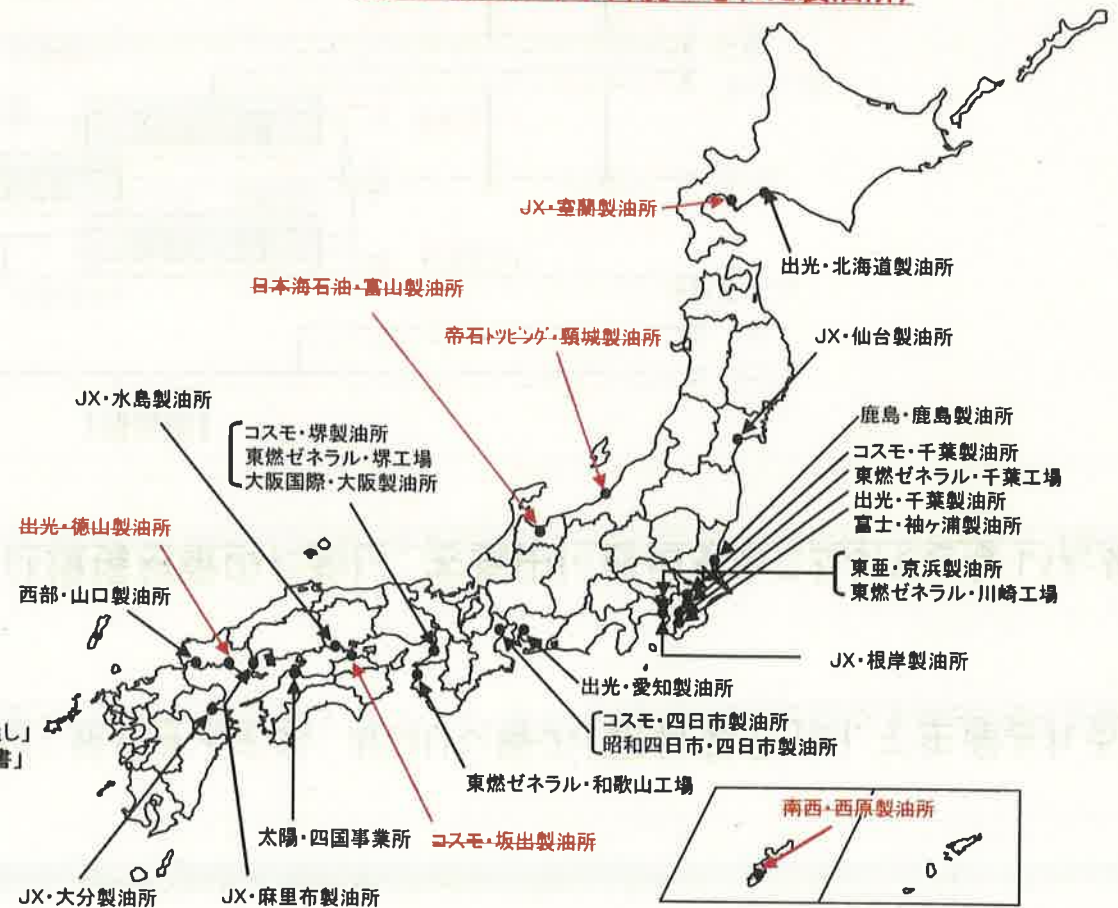 製油所
JX・室蘭製油所
出光・北海道製油所
日本海石油・富山製油所
帝石トッピング・頸城製油所
JX・仙台製油所
JX・水島製油所
コスモ・堺製油所
東燃ゼネラル・堺工場
大阪国際・大阪製油所
鹿島・鹿島製油所
コスモ・千葉製油所
東燃ゼネラル・千葉工場
出光・千葉製油所
富士・袖ヶ浦製油所
出光・徳山製油所
西部・山口製油所
東亜・京浜製油所
東燃ゼネラル・川崎工場
JX・根岸製油所
出光・愛知製油所
コスモ・四日市製油所
昭和四日市・四日市製油所
し」
書」
東燃ゼネラル・和歌山工場
南西・西原製油所
太陽・四国事業所
コスモ・坂出製油所
JX・大分製油所
JX・麻里布製油所